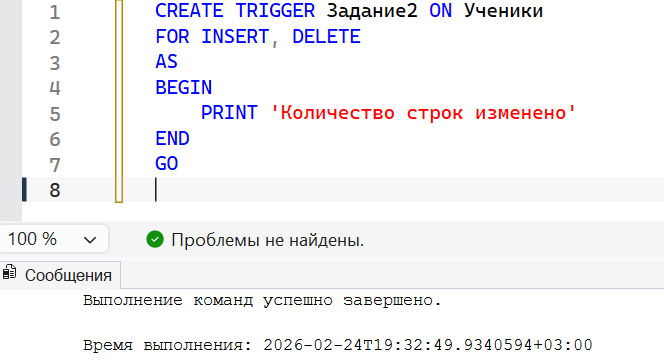 1 CREATE TRIGGER Задание2 ON Ученики
2 FOR INSERT, DELETE
3 AS
4 BEGIN
5 PRINT 'Количество строк изменено'
6 END
7 GO
8
100 % Проблемы не найдены.
Сообщения
Выполнение команд успешно завершено.
Время выполнения: 2026-02-24T19:32:49.9340594+03:00